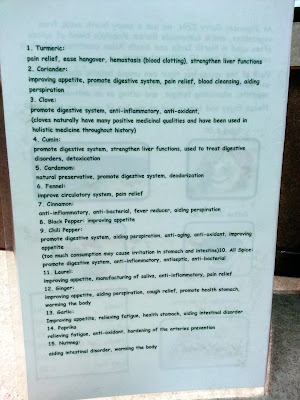 1. Turmeric:
pain relief, ease hangover, hemostasis (blood clotting), strengthen liver functions
2. Coriander:
improving appetite, promote digestive system, pain relief, blood cleansing, aiding
perspiration
3. Clove:
promote digestive system, anti-inflammatory, anti-oxidant,
(cloves naturally have many positive medicinal qualities and have been used in
holistic medicine throughout history)
4. Cumin:
promote digestive system, strengthen liver functions, used to treat digestive
disorders, detoxication
5. Cardamom:
natural preservative, promote digestive system, deodorization
6. Fennel:
improve circulatory system, pain relief
7. Cinnamon:
anti-inflammatory, anti-bacterial, fever reducer, aiding perspiration
8. Black Pepper: improving appetite
9. Chili Pepper:
promote digestive system, aiding perspiration, anti-aging, anti-oxidant, improving
appetite
(too much consumption may cause irritation in stomach and intestine)10. All Spice:
promote digestive system, anti-inflammatory, antiseptic, anti-bacterial
11. Laurel:
improving appetite, manufacturing of saliva, anti-inflammatory, pain relief
12. Ginger:
improving appetite, aiding perspiration, cough relief, promote health stomach,
warming the body
13. Garlic:
Improving appetite, relieving fatigue, health stomach, aiding intestinal disorder
14. Paprika
relieving fatigue, anti-oxidant, hardening of the arteries prevention
15. Nutmeg:
aiding intestinal disorder, warming the body